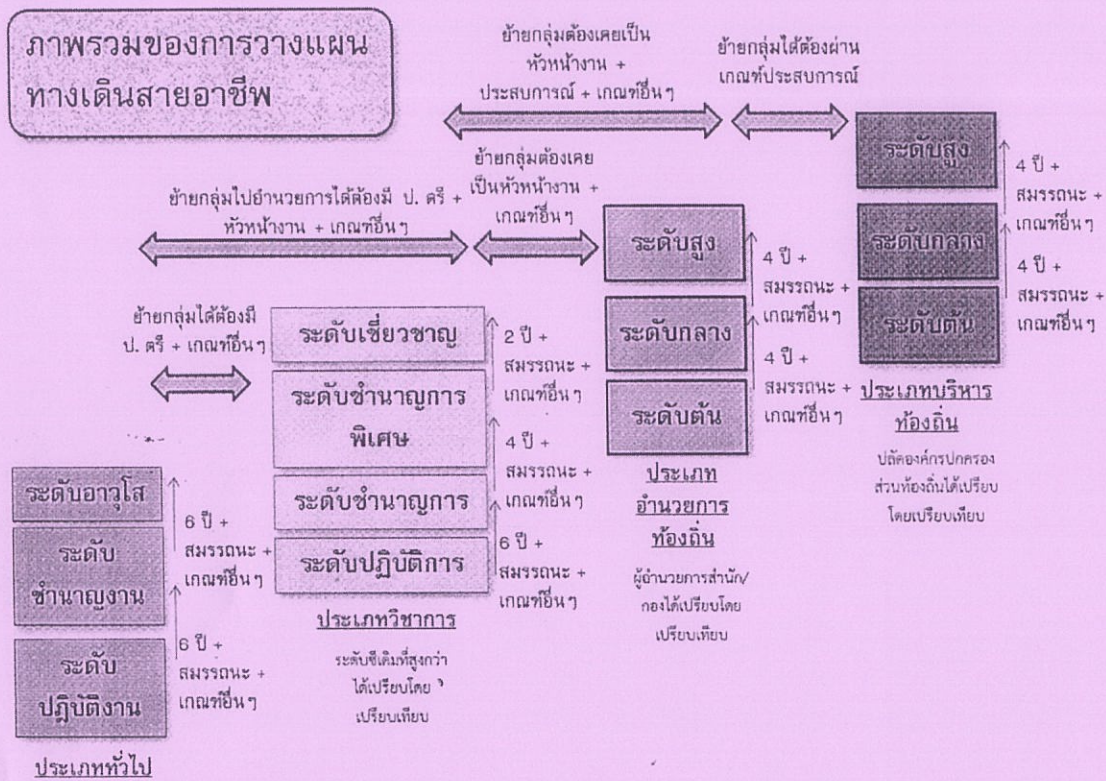 ภาพรวมของการวางแผน
ทางเดินสายอาชีพ
ย้ายกลุ่มต้องเคยเป็น
หัวหน้างาน +
ประสบการณ์ + เกณฑ์อื่นๆ
ย้ายกลุ่มได้ต้องผ่าน
เกณฑ์ประสบการณ์
ย้ายกลุ่มไปอำนวยการได้ต้องมี ป. ตรี +
หัวหน้างาน + เกณฑ์อื่นๆ
ย้ายกลุ่มต้องเคย
เป็นหัวหน้างาน +
เกณฑ์อื่นๆ
ย้ายกลุ่มได้ต้องมี
ป. ตรี + เกณฑ์อื่นๆ
ระดับอาวุโส
ระดับ
ชำนาญงาน
ระดับ
ปฏิบัติงาน
ประเภททั่วไป
6 ปี +
สมรรถนะ +
เกณฑ์อื่นๆ
6 ปี +
สมรรถนะ +
เกณฑ์อื่นๆ
ระดับเชี่ยวชาญ
ระดับชำนาญการ
พิเศษ
ระดับชำนาญการ
ระดับปฏิบัติการ
ประเภทวิชาการ
ระดับซีเดิมที่สูงกว่า
ได้เปรียบโดย
เปรียบเทียบ
2 ปี +
สมรรถนะ +
เกณฑ์อื่นๆ
4 ปี +
สมรรถนะ +
เกณฑ์อื่นๆ
6 ปี +
สมรรถนะ +
เกณฑ์อื่นๆ
ระดับสูง
ระดับกลาง
ระดับต้น
ประเภท
อำนวยการ
ท้องถิ่น
ผู้อำนวยการสำนัก/
กองได้เปรียบโดย
เปรียบเทียบ
4 ปี +
สมรรถนะ +
เกณฑ์อื่นๆ
4 ปี +
สมรรถนะ +
เกณฑ์อื่นๆ
ระดับสูง
ระดับกลาง
ระดับต้น
ประเภทบริหาร
ท้องถิ่น
ปลัดองค์กรปกครอง
ส่วนท้องถิ่นได้เปรียบ
โดยเปรียบเทียบ
4 ปี +
สมรรถนะ +
เกณฑ์อื่นๆ
4 ปี +
สมรรถนะ +
เกณฑ์อื่นๆ